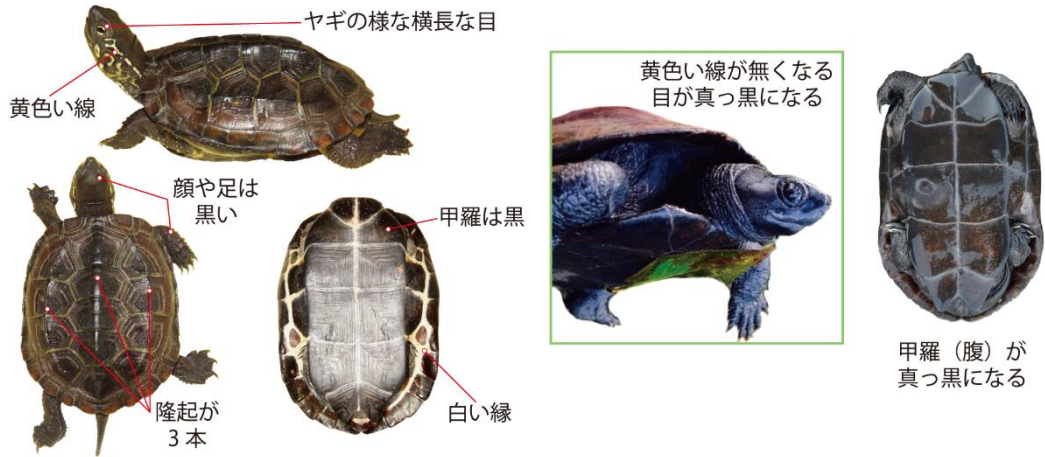 ヤギの様な横長な目
黄色い線
顔や足は
黒い
甲羅は黒
隆起が
3 本
白い縁
黄色い線が無くなる
目が真っ黒になる
甲羅（腹）が
真っ黒になる